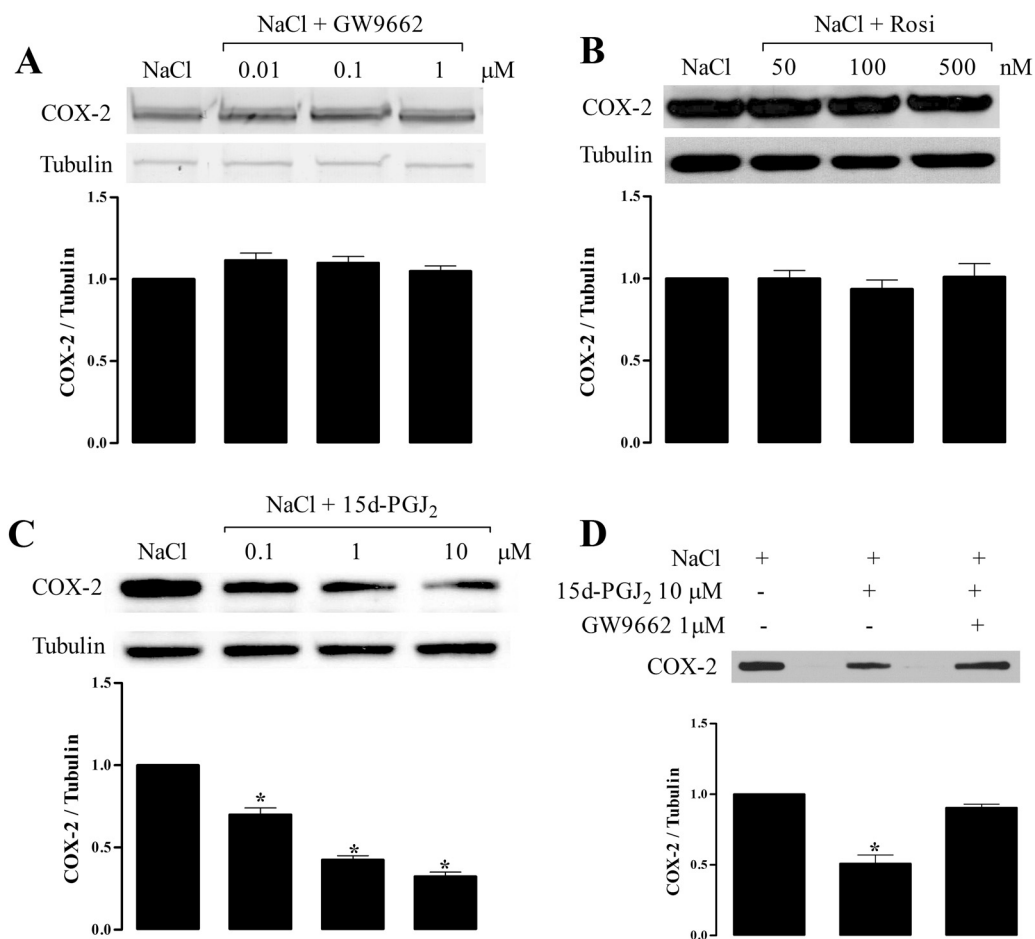 A
NaCl + GW9662
NaCl 0.01 0.1 1 μM
COX-2
Tubulin
COX-2 / Tubulin
1.5
1.0
0.5
0.0
B
NaCl + Rosi
NaCl 50 100 500 nM
COX-2
Tubulin
COX-2 / Tubulin
1.5
1.0
0.5
0.0
C
NaCl + 15d-PGJ₂
NaCl 0.1 1 10 μM
COX-2
Tubulin
COX-2 / Tubulin
1.5
1.0
0.5
0.0
* * *
D
NaCl + + +
15d-PGJ₂ 10 μM - + +
GW9662 1μM - - +
COX-2
COX-2 / Tubulin
1.5
1.0
0.5
0.0
*